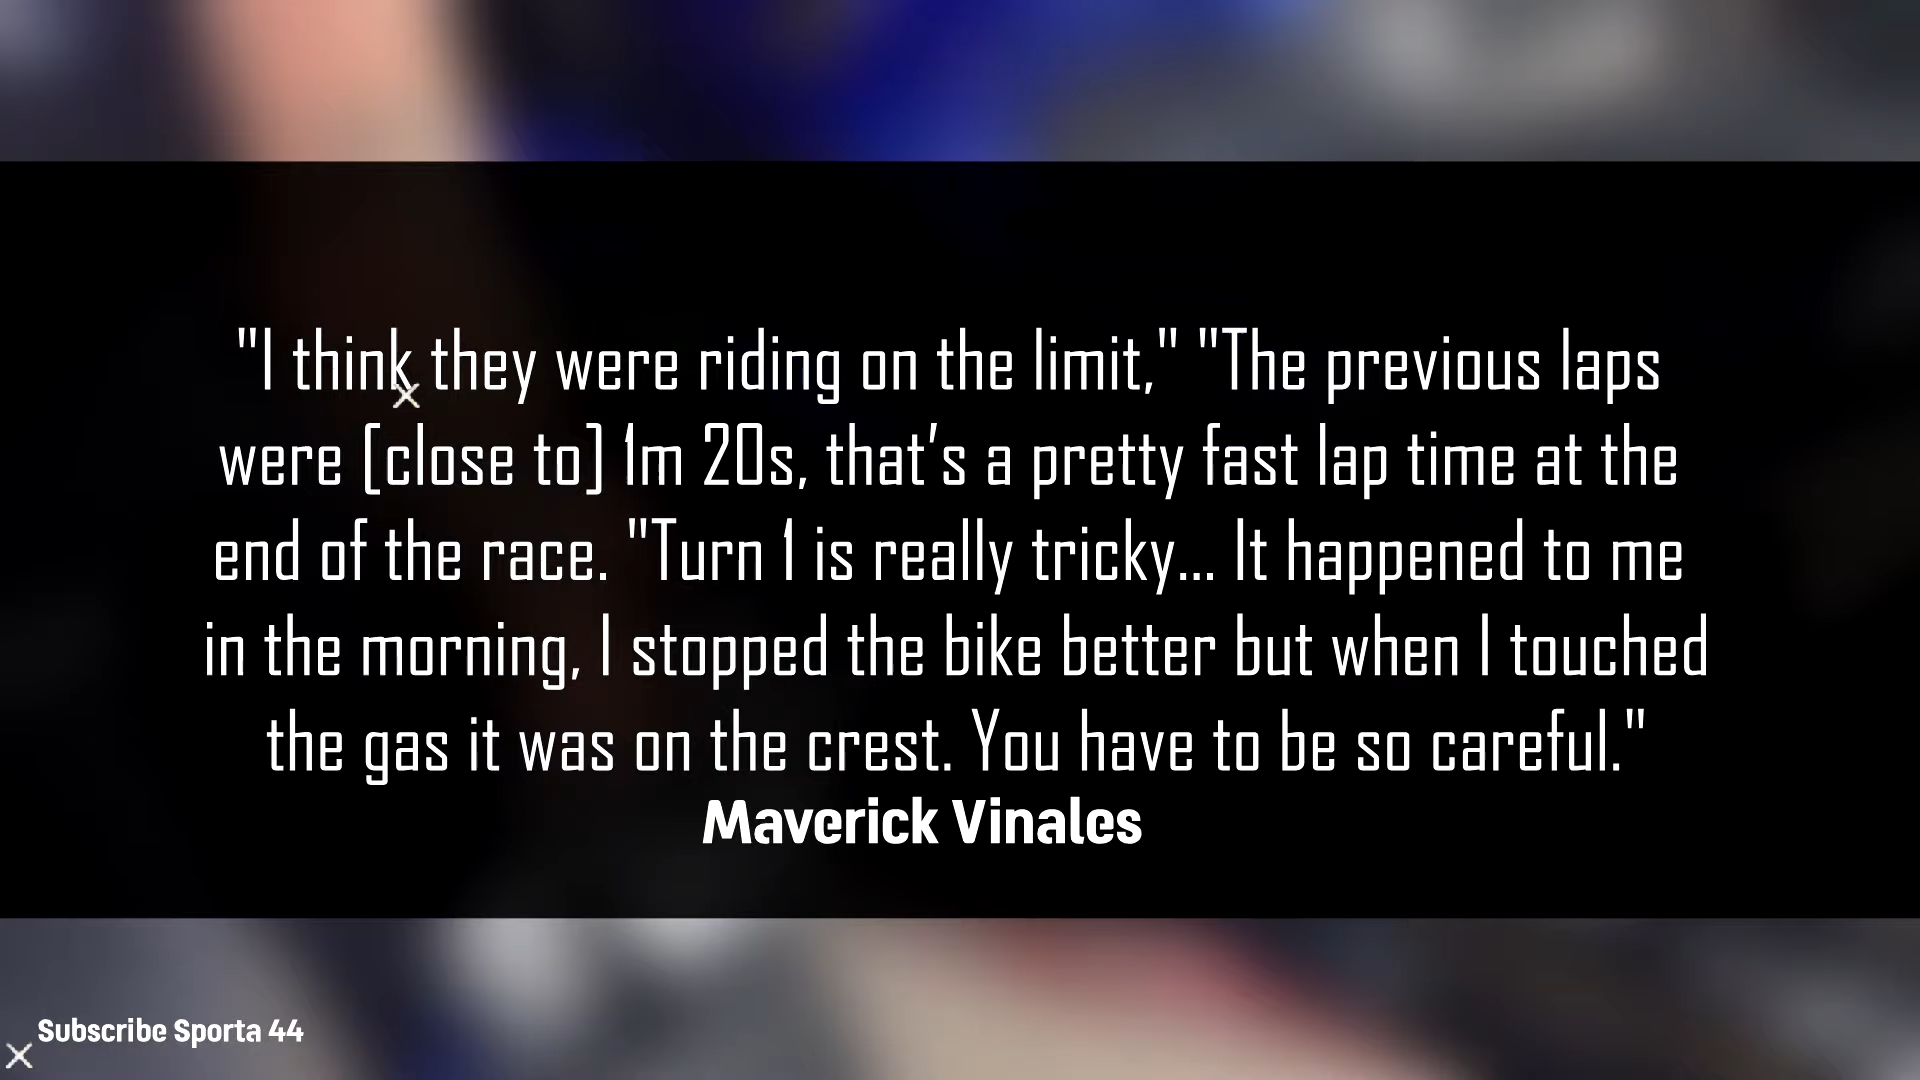 "I think they were riding on the limit," "The previous laps
were [close to] 1m 20s, that's a pretty fast lap time at the
end of the race. "Turn 1 is really tricky... It happened to me
in the morning, I stopped the bike better but when I touched
the gas it was on the crest. You have to be so careful."
Maverick Vinales
Subscribe Sporta 44